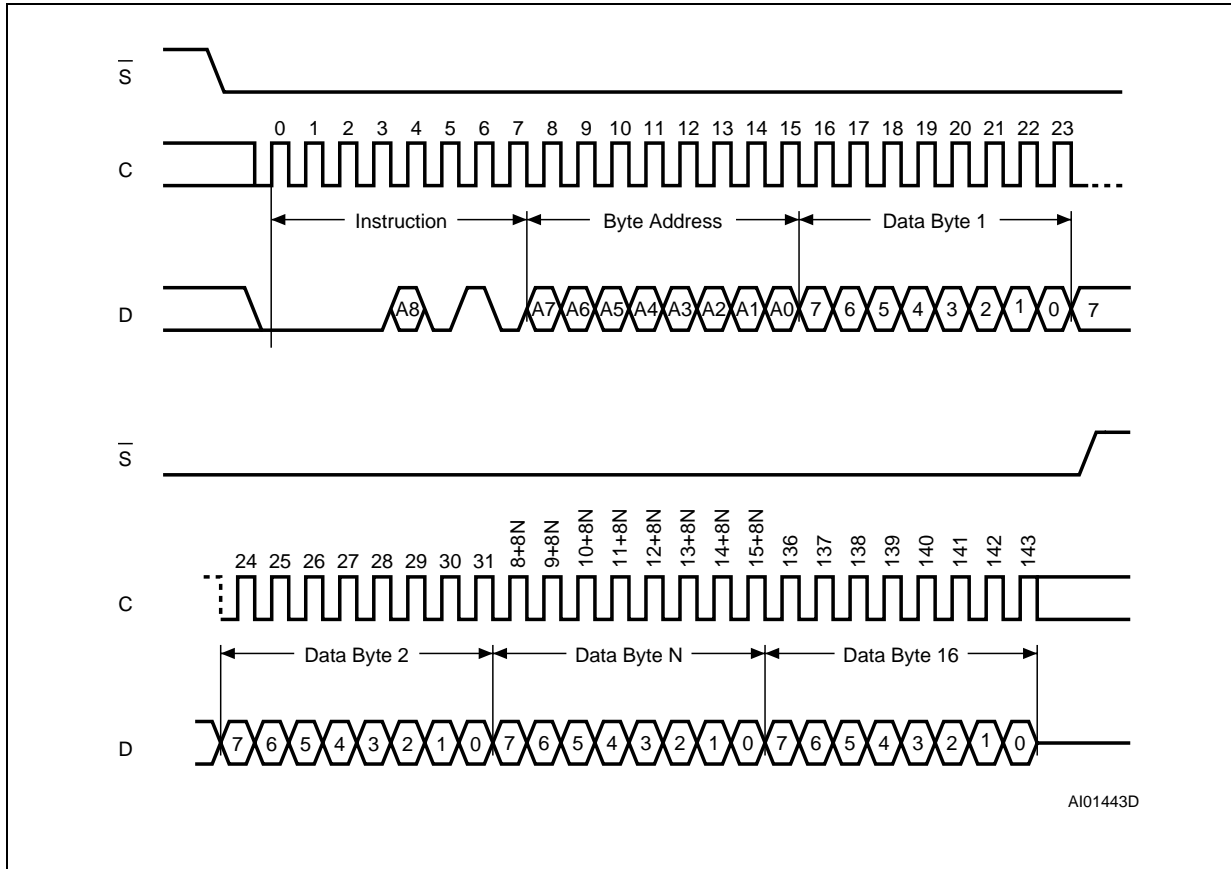 S
0 1 2 3 4 5 6 7 8 9 10 11 12 13 14 15 16 17 18 19 20 21 22 23
C
Instruction Byte Address Data Byte 1
D A8 A7 A6 A5 A4 A3 A2 A1 A0 7 6 5 4 3 2 1 0 7
S
24 25 26 27 28 29 30 31 8+8N 9+8N 10+8N 11+8N 12+8N 13+8N 14+8N 15+8N 136 137 138 139 140 141 142 143
C
Data Byte 2 Data Byte N Data Byte 16
D 7 6 5 4 3 2 1 0 7 6 5 4 3 2 1 0 7 6 5 4 3 2 1 0
AI01443D